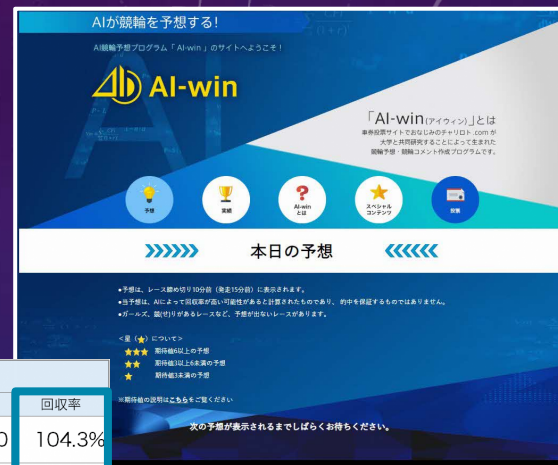 AIが競輪を予想する!
AI競輪予想プログラム「 AI-win 」のサイトへようこそ!
AI-win
「AI-win(アイウィン)」とは
車券投票サイトでおなじみのチャリロト.com が
大学と共同研究することによって生まれた
競輪予想・競輪コメント作成プログラムです。
予想
実績
AI-win
とは
スペシャル
コンテンツ
投票
本日の予想
●予想は、レース締め切り10分前(発走15分前)に表示されます。
●当予想は、AIによって回収率が高い可能性があると計算されたものであり、的中を保証するものではありません。
●ガールズ、競(せ)りがあるレースなど、予想が出ないレースがあります。
<星(★)について>
★★★ 期待値6以上の予想
★★ 期待値3以上6未満の予想
★ 期待値3未満の予想
※期待値の説明はこちらをご覧ください
次の予想が表示されるまでしばらくお待ちください。
回収率
0 104.3%